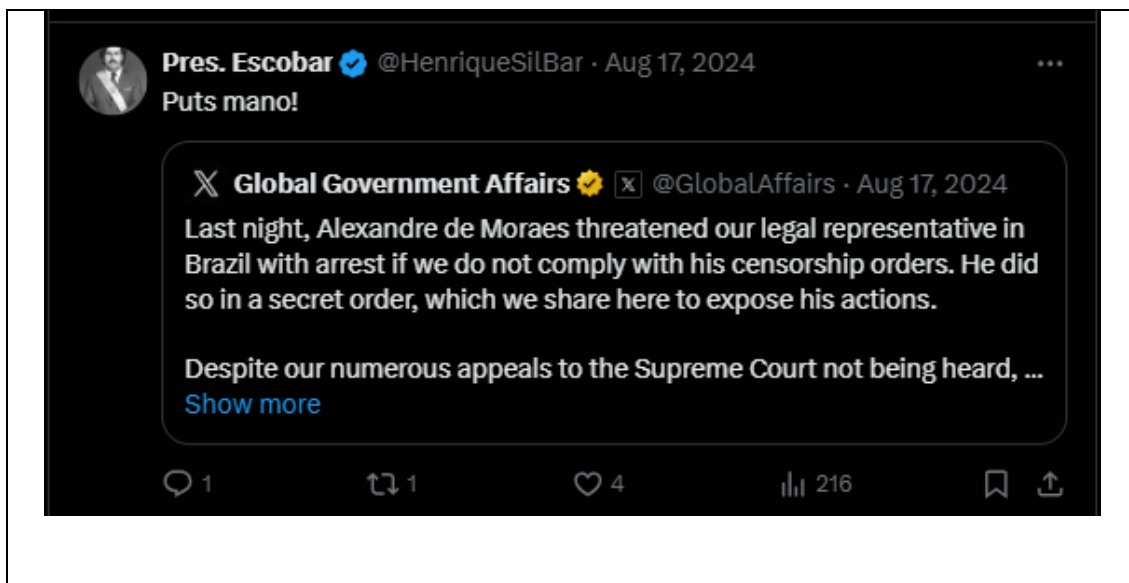 Pres. Escobar @HenriqueSilBar · Aug 17, 2024
Puts mano!
Global Government Affairs @GlobalAffairs · Aug 17, 2024
Last night, Alexandre de Moraes threatened our legal representative in
Brazil with arrest if we do not comply with his censorship orders. He did
so in a secret order, which we share here to expose his actions.
Despite our numerous appeals to the Supreme Court not being heard, ...
Show more
1 1 4 216